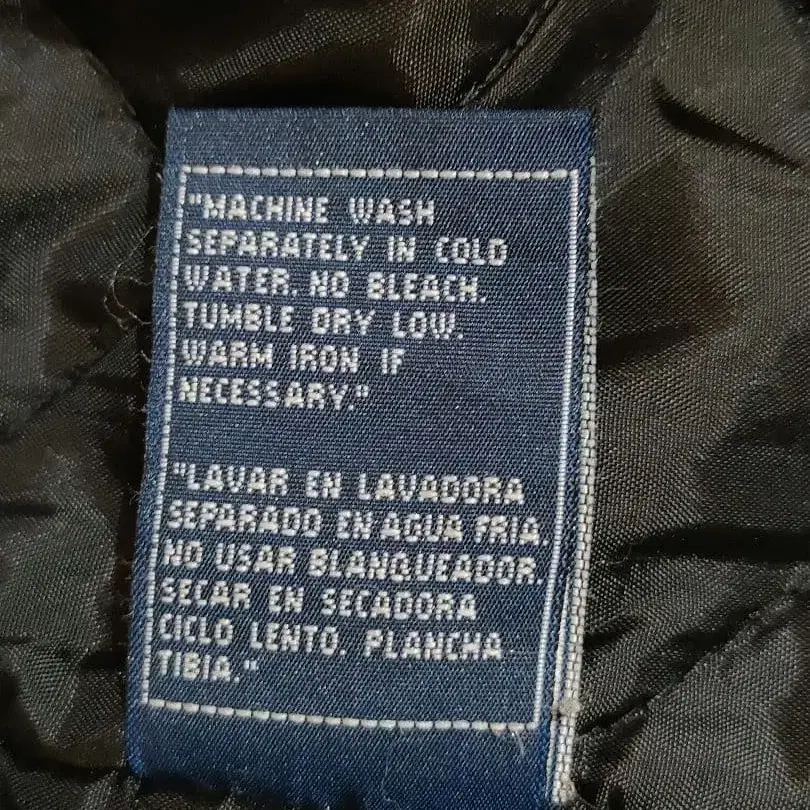 "MACHINE WASH
SEPARATELY IN COLD
WATER. NO BLEACH.
TUMBLE DRY LOW.
WARM IRON IF
NECESSARY."
"LAVAR EN LAVADORA
SEPARADO EN AGUA FRIA.
NO USAR BLANQUEADOR.
SECAR EN SECADORA
CICLO LENTO. PLANCHA
TIBIA."